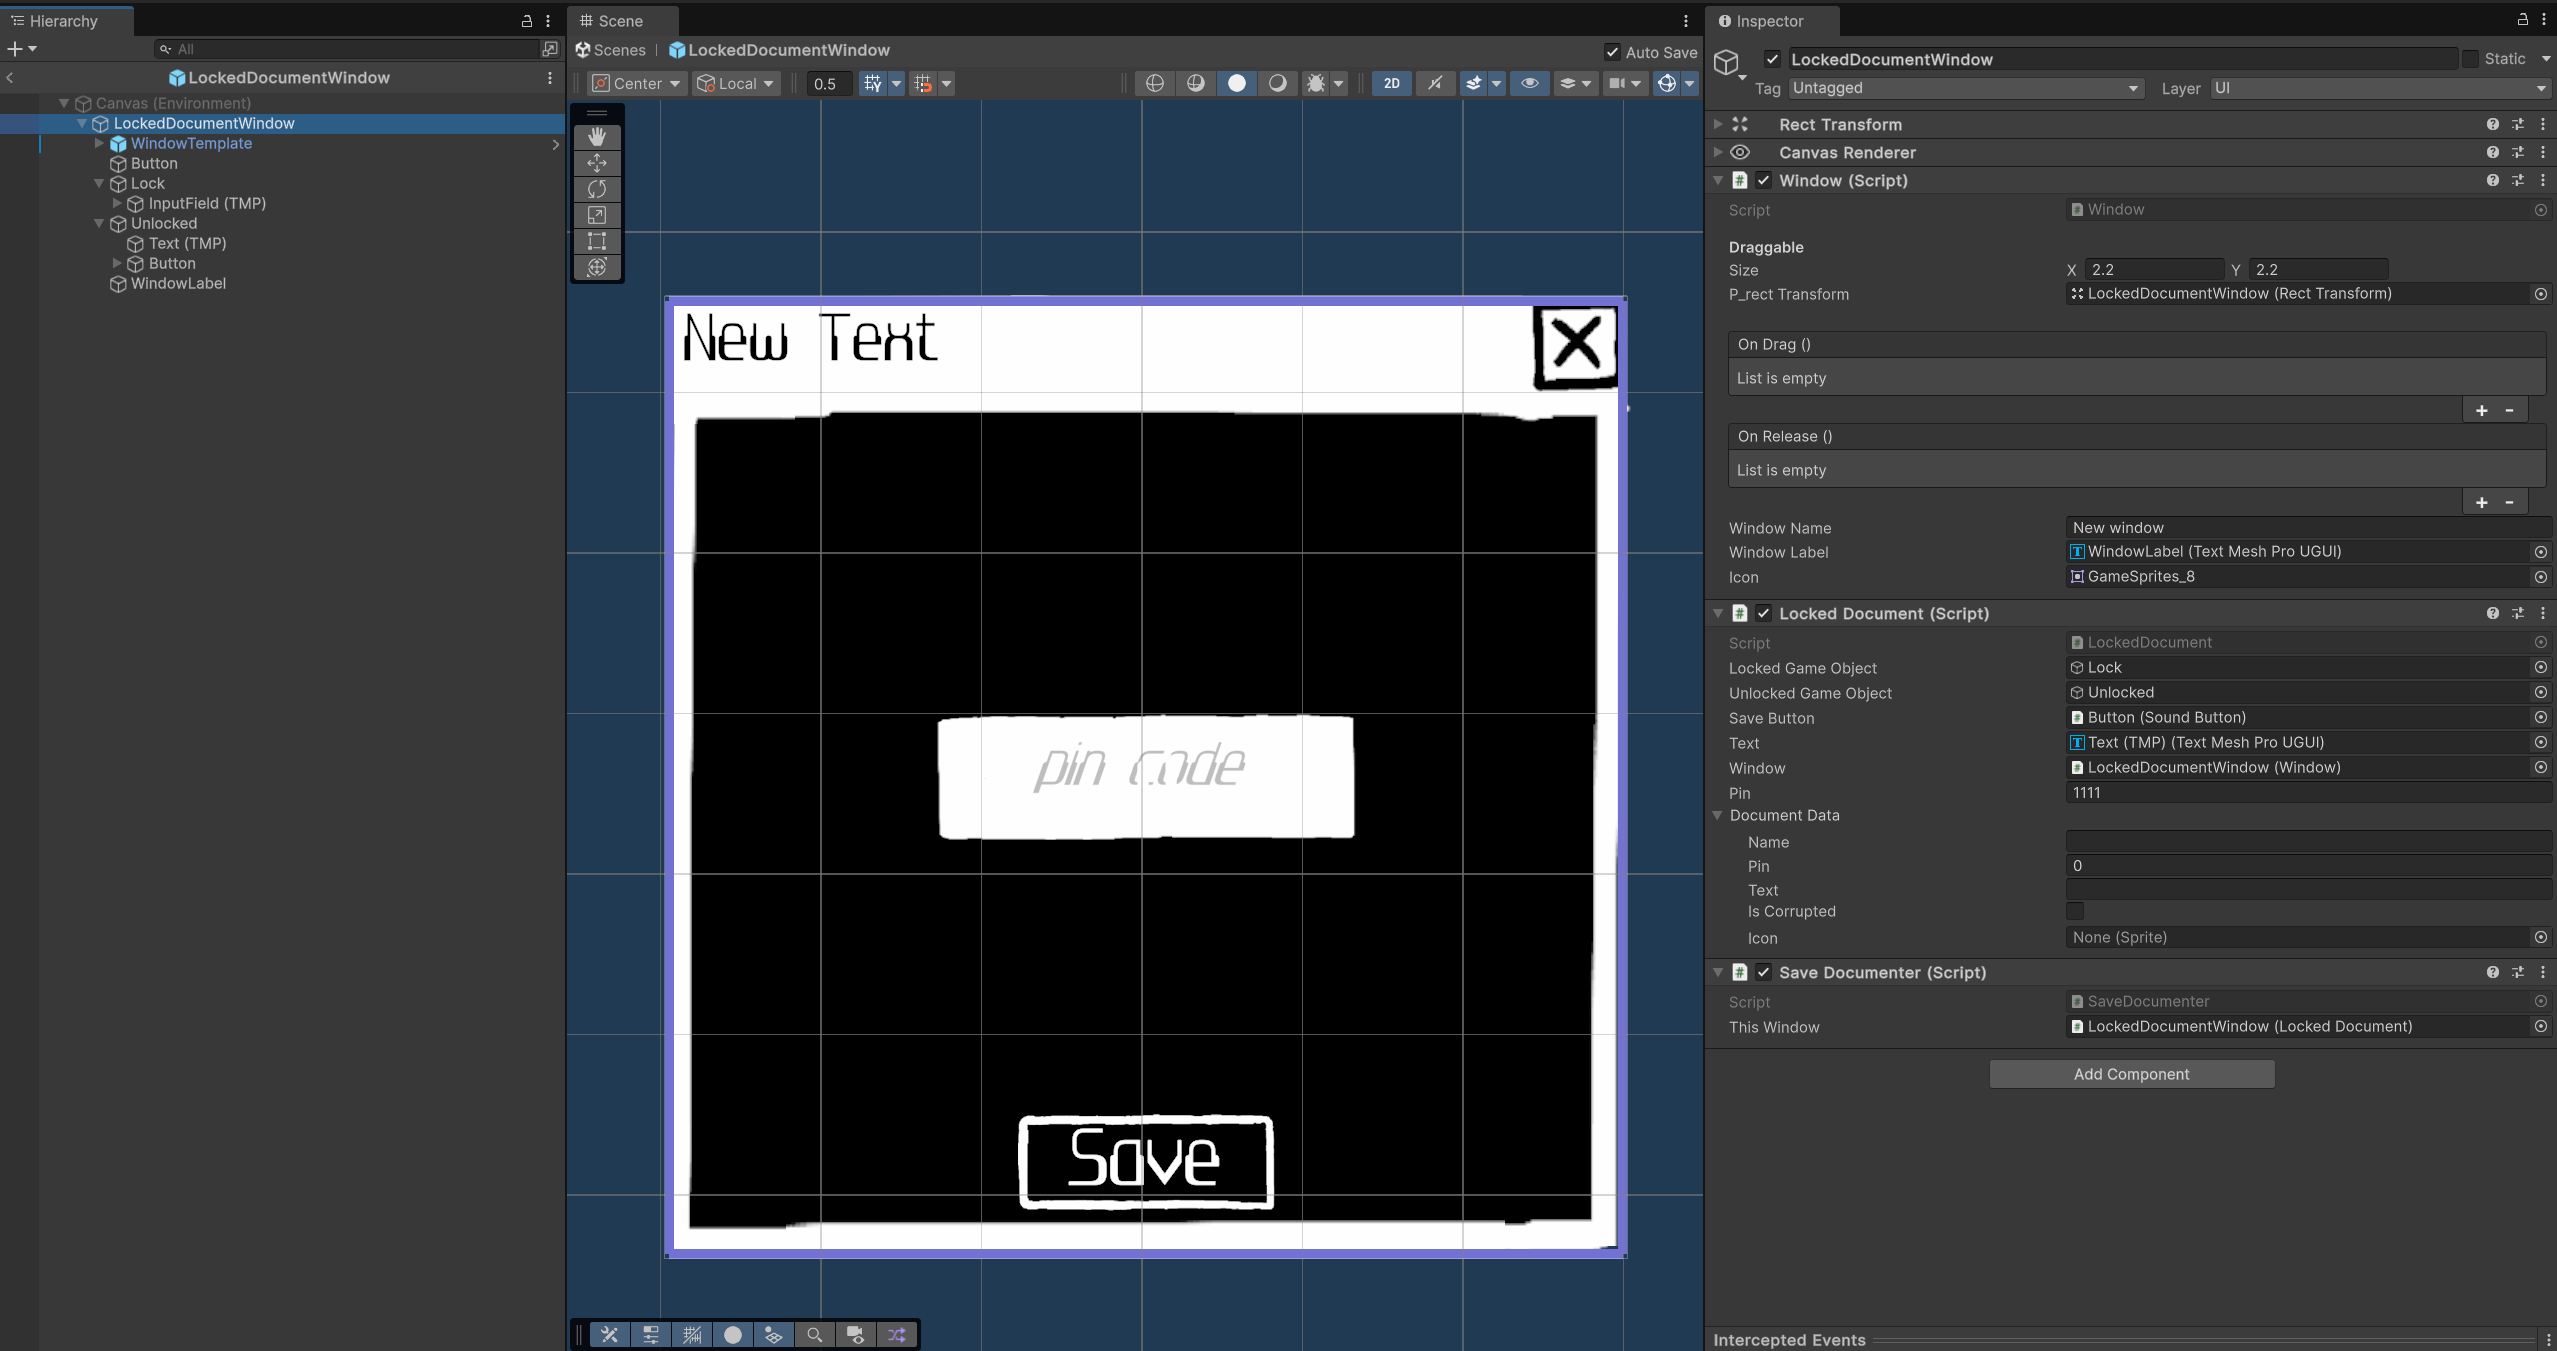 Hierarchy
All
LockedDocumentWindow
Canvas (Environment)
LockedDocumentWindow
WindowTemplate
Button
Lock
InputField (TMP)
Unlocked
Text (TMP)
Button
WindowLabel
Scene
Scenes | LockedDocumentWindow
Auto Save
Center Local 0.5 2D
New Text
pin code
Save
Inspector
LockedDocumentWindow Static
Tag Untagged Layer UI
Rect Transform
Canvas Renderer
# Window (Script)
Script # Window
Draggable
Size X 2.2 Y 2.2
P_rect Transform LockedDocumentWindow (Rect Transform)
On Drag ()
List is empty
+ -
On Release ()
List is empty
+ -
Window Name New window
Window Label WindowLabel (Text Mesh Pro UGUI)
Icon GameSprites_8
# Locked Document (Script)
Script # LockedDocument
Locked Game Object Lock
Unlocked Game Object Unlocked
Save Button # Button (Sound Button)
Text Text (TMP) (Text Mesh Pro UGUI)
Window # LockedDocumentWindow (Window)
Pin 1111
Document Data
Name
Pin 0
Text
Is Corrupted
Icon None (Sprite)
# Save Documenter (Script)
Script # SaveDocumenter
This Window # LockedDocumentWindow (Locked Document)
Add Component
Intercepted Events